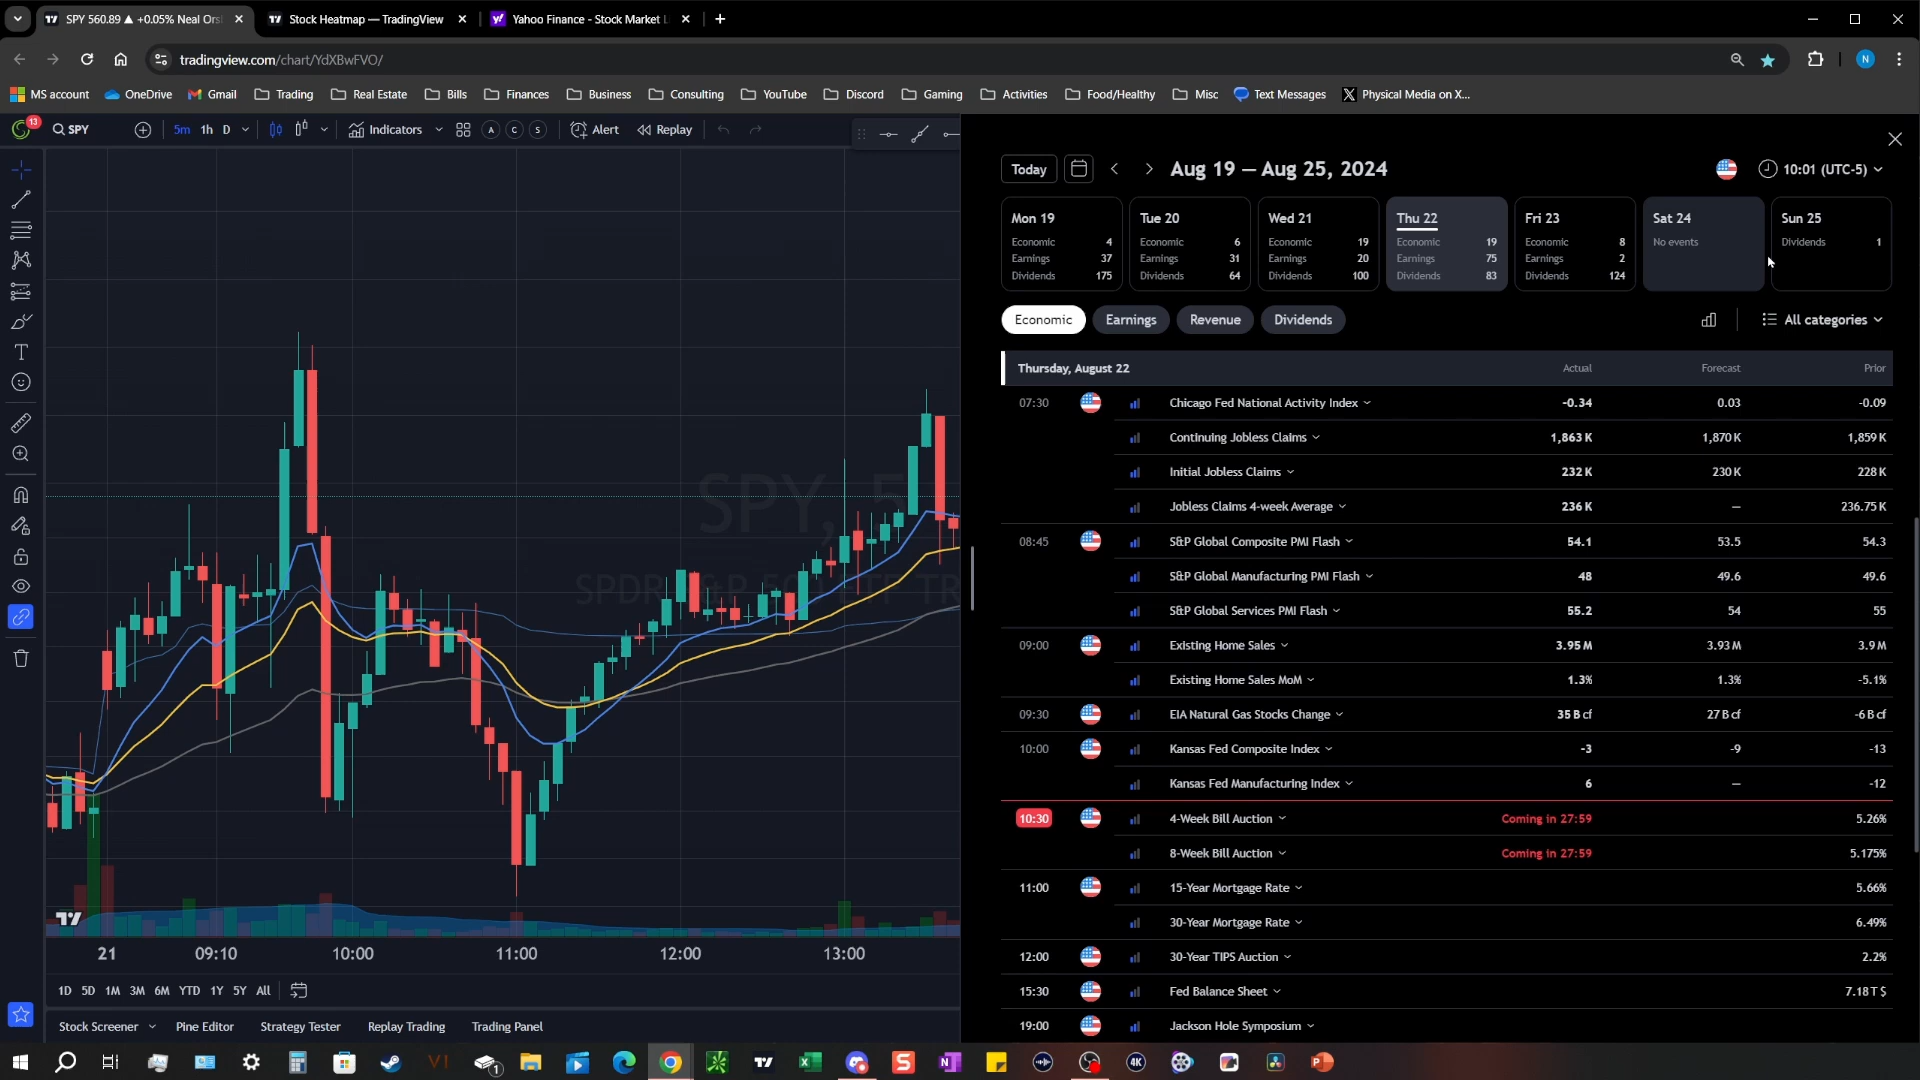 SPY 560.89 ▲ +0.05% Neal Ors
Stock Heatmap — TradingView
Yahoo Finance - Stock Market L
tradingview.com/chart/YdXBwFVO/
N
MS account OneDrive Gmail Trading Real Estate Bills Finances Business Consulting YouTube Discord Gaming Activities Food/Healthy Misc Text Messages Physical Media on X...
13 SPY 5m 1h D Indicators A C S Alert Replay
Today Aug 19 — Aug 25, 2024 10:01 (UTC-5)
Mon 19 Tue 20 Wed 21 Thu 22 Fri 23 Sat 24 Sun 25
Economic 4 Economic 6 Economic 19 Economic 19 Economic 8 No events Dividends 1
Earnings 37 Earnings 31 Earnings 20 Earnings 75 Earnings 2
Dividends 175 Dividends 64 Dividends 100 Dividends 83 Dividends 124
Economic Earnings Revenue Dividends All categories
Thursday, August 22 Actual Forecast Prior
07:30 Chicago Fed National Activity Index -0.34 0.03 -0.09
Continuing Jobless Claims 1,863 K 1,870 K 1,859 K
Initial Jobless Claims 232 K 230 K 228 K
Jobless Claims 4-week Average 236 K — 236.75 K
08:45 S&P Global Composite PMI Flash 54.1 53.5 54.3
S&P Global Manufacturing PMI Flash 48 49.6 49.6
S&P Global Services PMI Flash 55.2 54 55
09:00 Existing Home Sales 3.95 M 3.93 M 3.9 M
Existing Home Sales MoM 1.3% 1.3% -5.1%
09:30 EIA Natural Gas Stocks Change 35 B cf 27 B cf -6 B cf
10:00 Kansas Fed Composite Index -3 -9 -13
Kansas Fed Manufacturing Index 6 — -12
10:30 4-Week Bill Auction Coming in 27:59 5.26%
8-Week Bill Auction Coming in 27:59 5.175%
11:00 15-Year Mortgage Rate 5.66%
30-Year Mortgage Rate 6.49%
12:00 30-Year TIPS Auction 2.2%
15:30 Fed Balance Sheet 7.18 T $
19:00 Jackson Hole Symposium
SPY, 5
21 09:10 10:00 11:00 12:00 13:00
1D 5D 1M 3M 6M YTD 1Y 5Y All
Stock Screener Pine Editor Strategy Tester Replay Trading Trading Panel